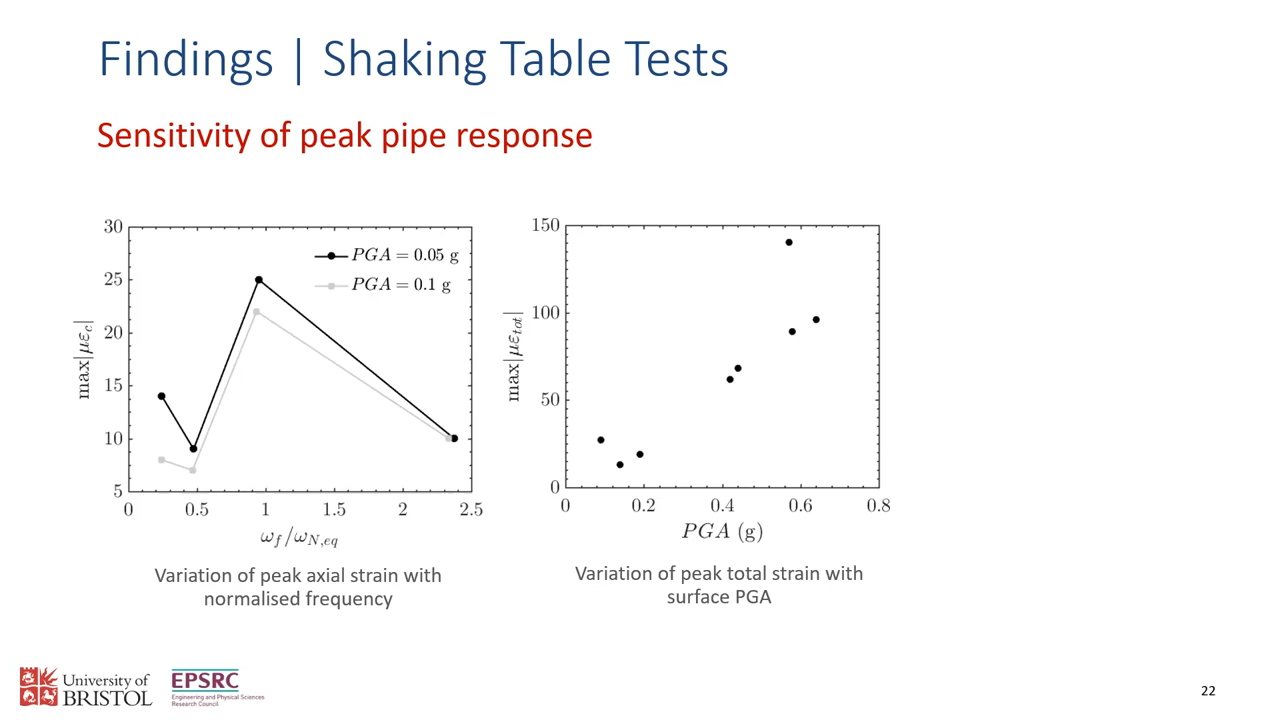 Findings | Shaking Table Tests
Sensitivity of peak pipe response
30
25
20
15
10
5
max|με_c|
PGA = 0.05 g
PGA = 0.1 g
0
0.5
1
1.5
2
2.5
ω_f/ω_{N,eq}
Variation of peak axial strain with
normalised frequency
150
100
50
0
max|με_{tot}|
0
0.2
0.4
0.6
0.8
PGA (g)
Variation of peak total strain with
surface PGA
University of
BRISTOL
EPSRC
Engineering and Physical Sciences
Research Council
22